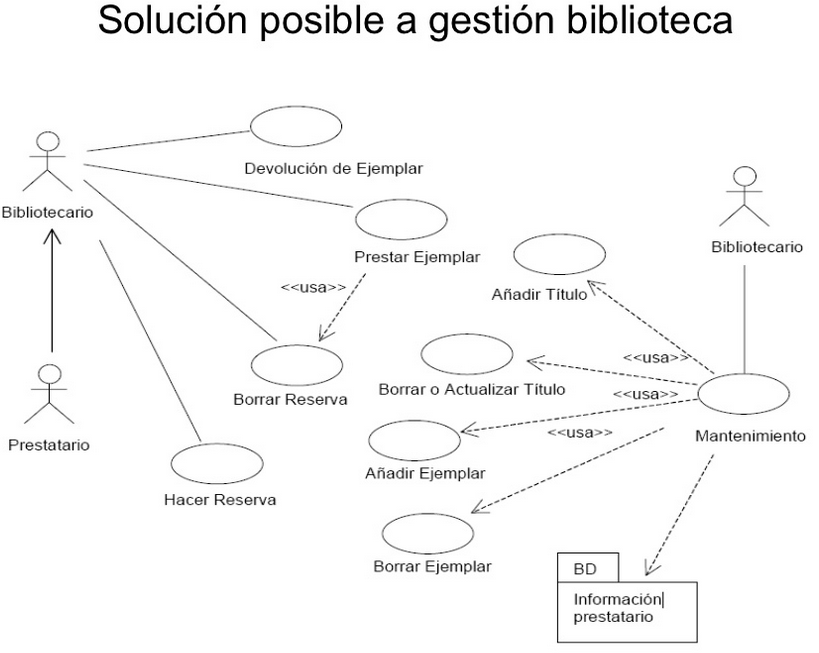 Solución posible a gestión biblioteca
Devolución de Ejemplar
Bibliotecario
Prestar Ejemplar
Bibliotecario
<<usa>>
Añadir Título
<<usa>>
Borrar o Actualizar Título
<<usa>>
Borrar Reserva
<<usa>>
Mantenimiento
Prestatario
Añadir Ejemplar
Hacer Reserva
Borrar Ejemplar
BD
Información
prestatario